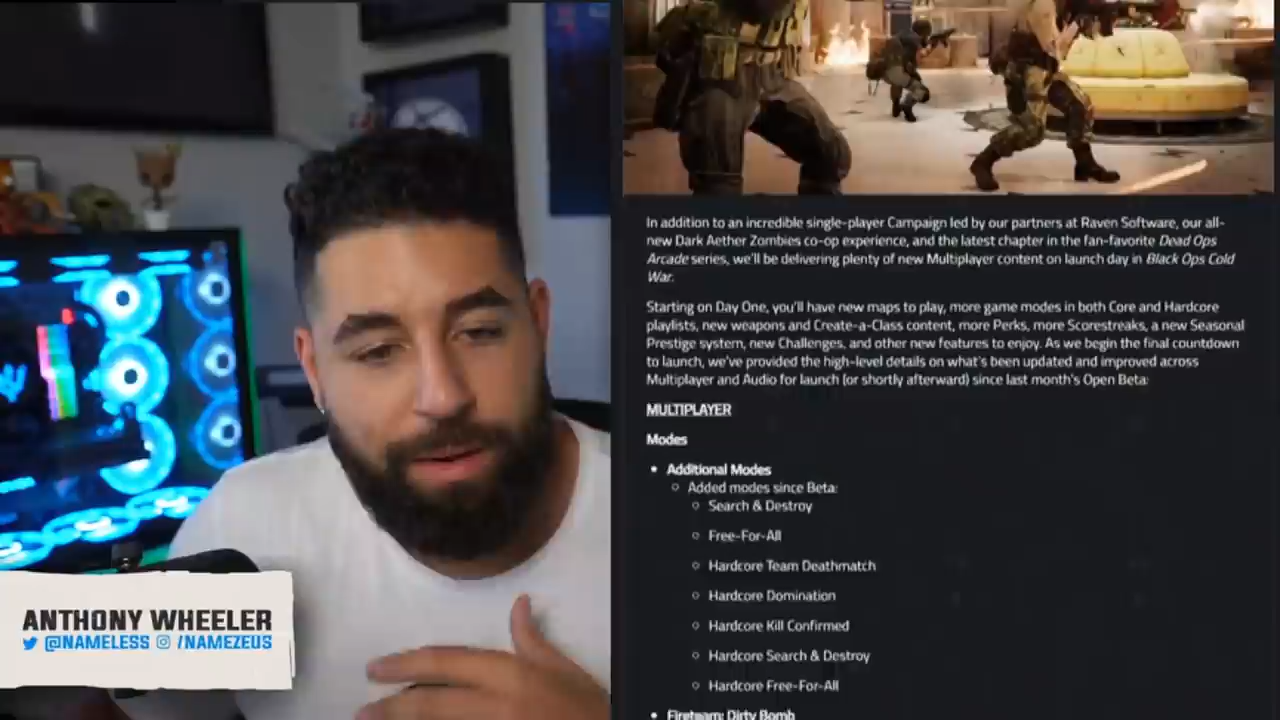 ANTHONY WHEELER
@NAMELESS /NAMEZEUS
In addition to an incredible single-player Campaign led by our partners at Raven Software, our all-
new Dark Aether Zombies co-op experience, and the latest chapter in the fan-favorite Dead Ops
Arcade series, we'll be delivering plenty of new Multiplayer content on launch day in Black Ops Cold
War.
Starting on Day One, you'll have new maps to play, more game modes in both Core and Hardcore
playlists, new weapons and Create-a-Class content, more Perks, more Scorestreaks, a new Seasonal
Prestige system, new Challenges, and other new features to enjoy. As we begin the final countdown
to launch, we've provided the high-level details on what's been updated and improved across
Multiplayer and Audio for launch (or shortly afterward) since last month's Open Beta:
MULTIPLAYER
Modes
• Additional Modes
○ Added modes since Beta:
○ Search & Destroy
○ Free-For-All
○ Hardcore Team Deathmatch
○ Hardcore Domination
○ Hardcore Kill Confirmed
○ Hardcore Search & Destroy
○ Hardcore Free-For-All
• Fireteam: Dirty Bomb